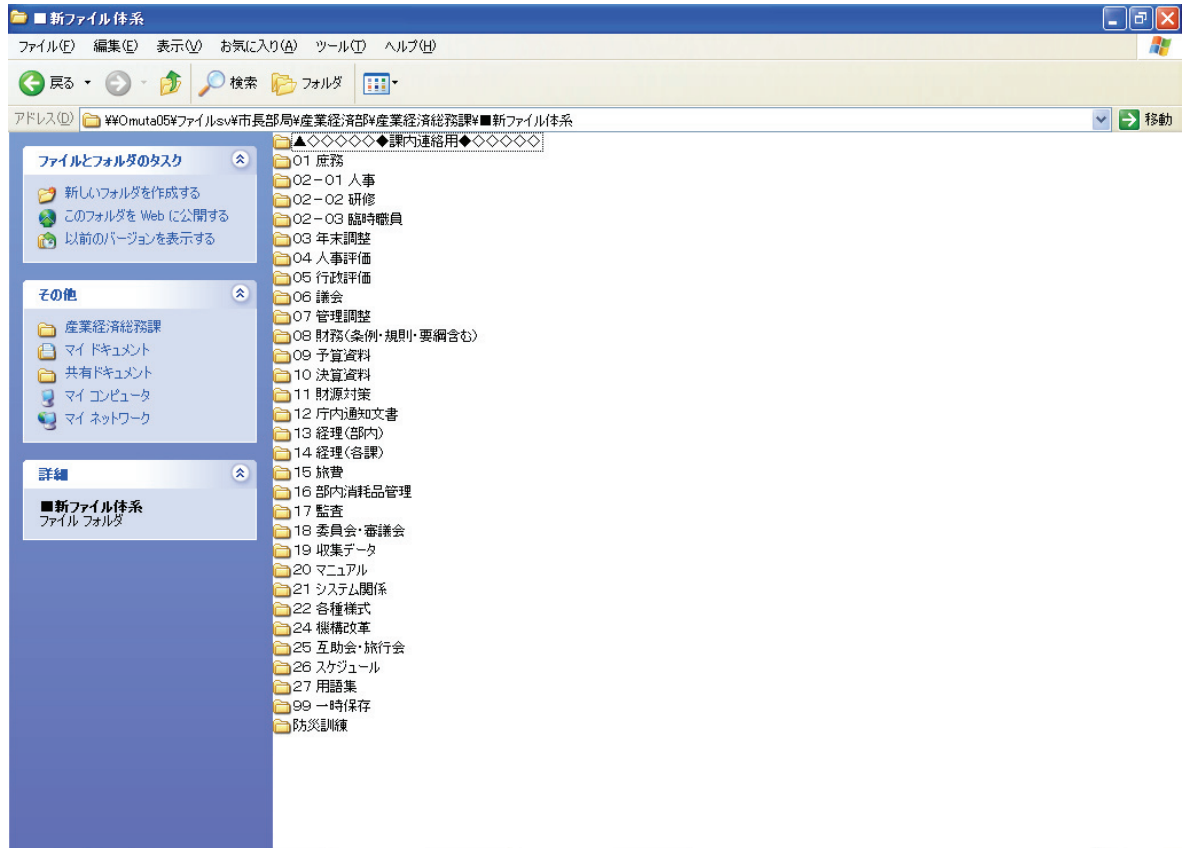 ■新ファイル体系
ファイル(F) 編集(E) 表示(V) お気に入り(A) ツール(T) ヘルプ(H)
戻る 検索 フォルダ
アドレス(D) ¥¥Omuta05¥ファイルsv¥市長部局¥産業経済部¥産業経済総務課¥■新ファイル体系 移動
ファイルとフォルダのタスク
新しいフォルダを作成する
このフォルダを Web に公開する
以前のバージョンを表示する
その他
産業経済総務課
マイ ドキュメント
共有ドキュメント
マイ コンピュータ
マイ ネットワーク
詳細
■新ファイル体系
ファイル フォルダ
▲◇◇◇◇◇◆課内連絡用◆◇◇◇◇◇
01 庶務
02-01 人事
02-02 研修
02-03 臨時職員
03 年末調整
04 人事評価
05 行政評価
06 議会
07 管理調整
08 財務(条例・規則・要綱含む)
09 予算資料
10 決算資料
11 財源対策
12 庁内通知文書
13 経理(部内)
14 経理(各課)
15 旅費
16 部内消耗品管理
17 監査
18 委員会・審議会
19 収集データ
20 マニュアル
21 システム関係
22 各種様式
24 機構改革
25 互助会・旅行会
26 スケジュール
27 用語集
99 一時保存
防災訓練